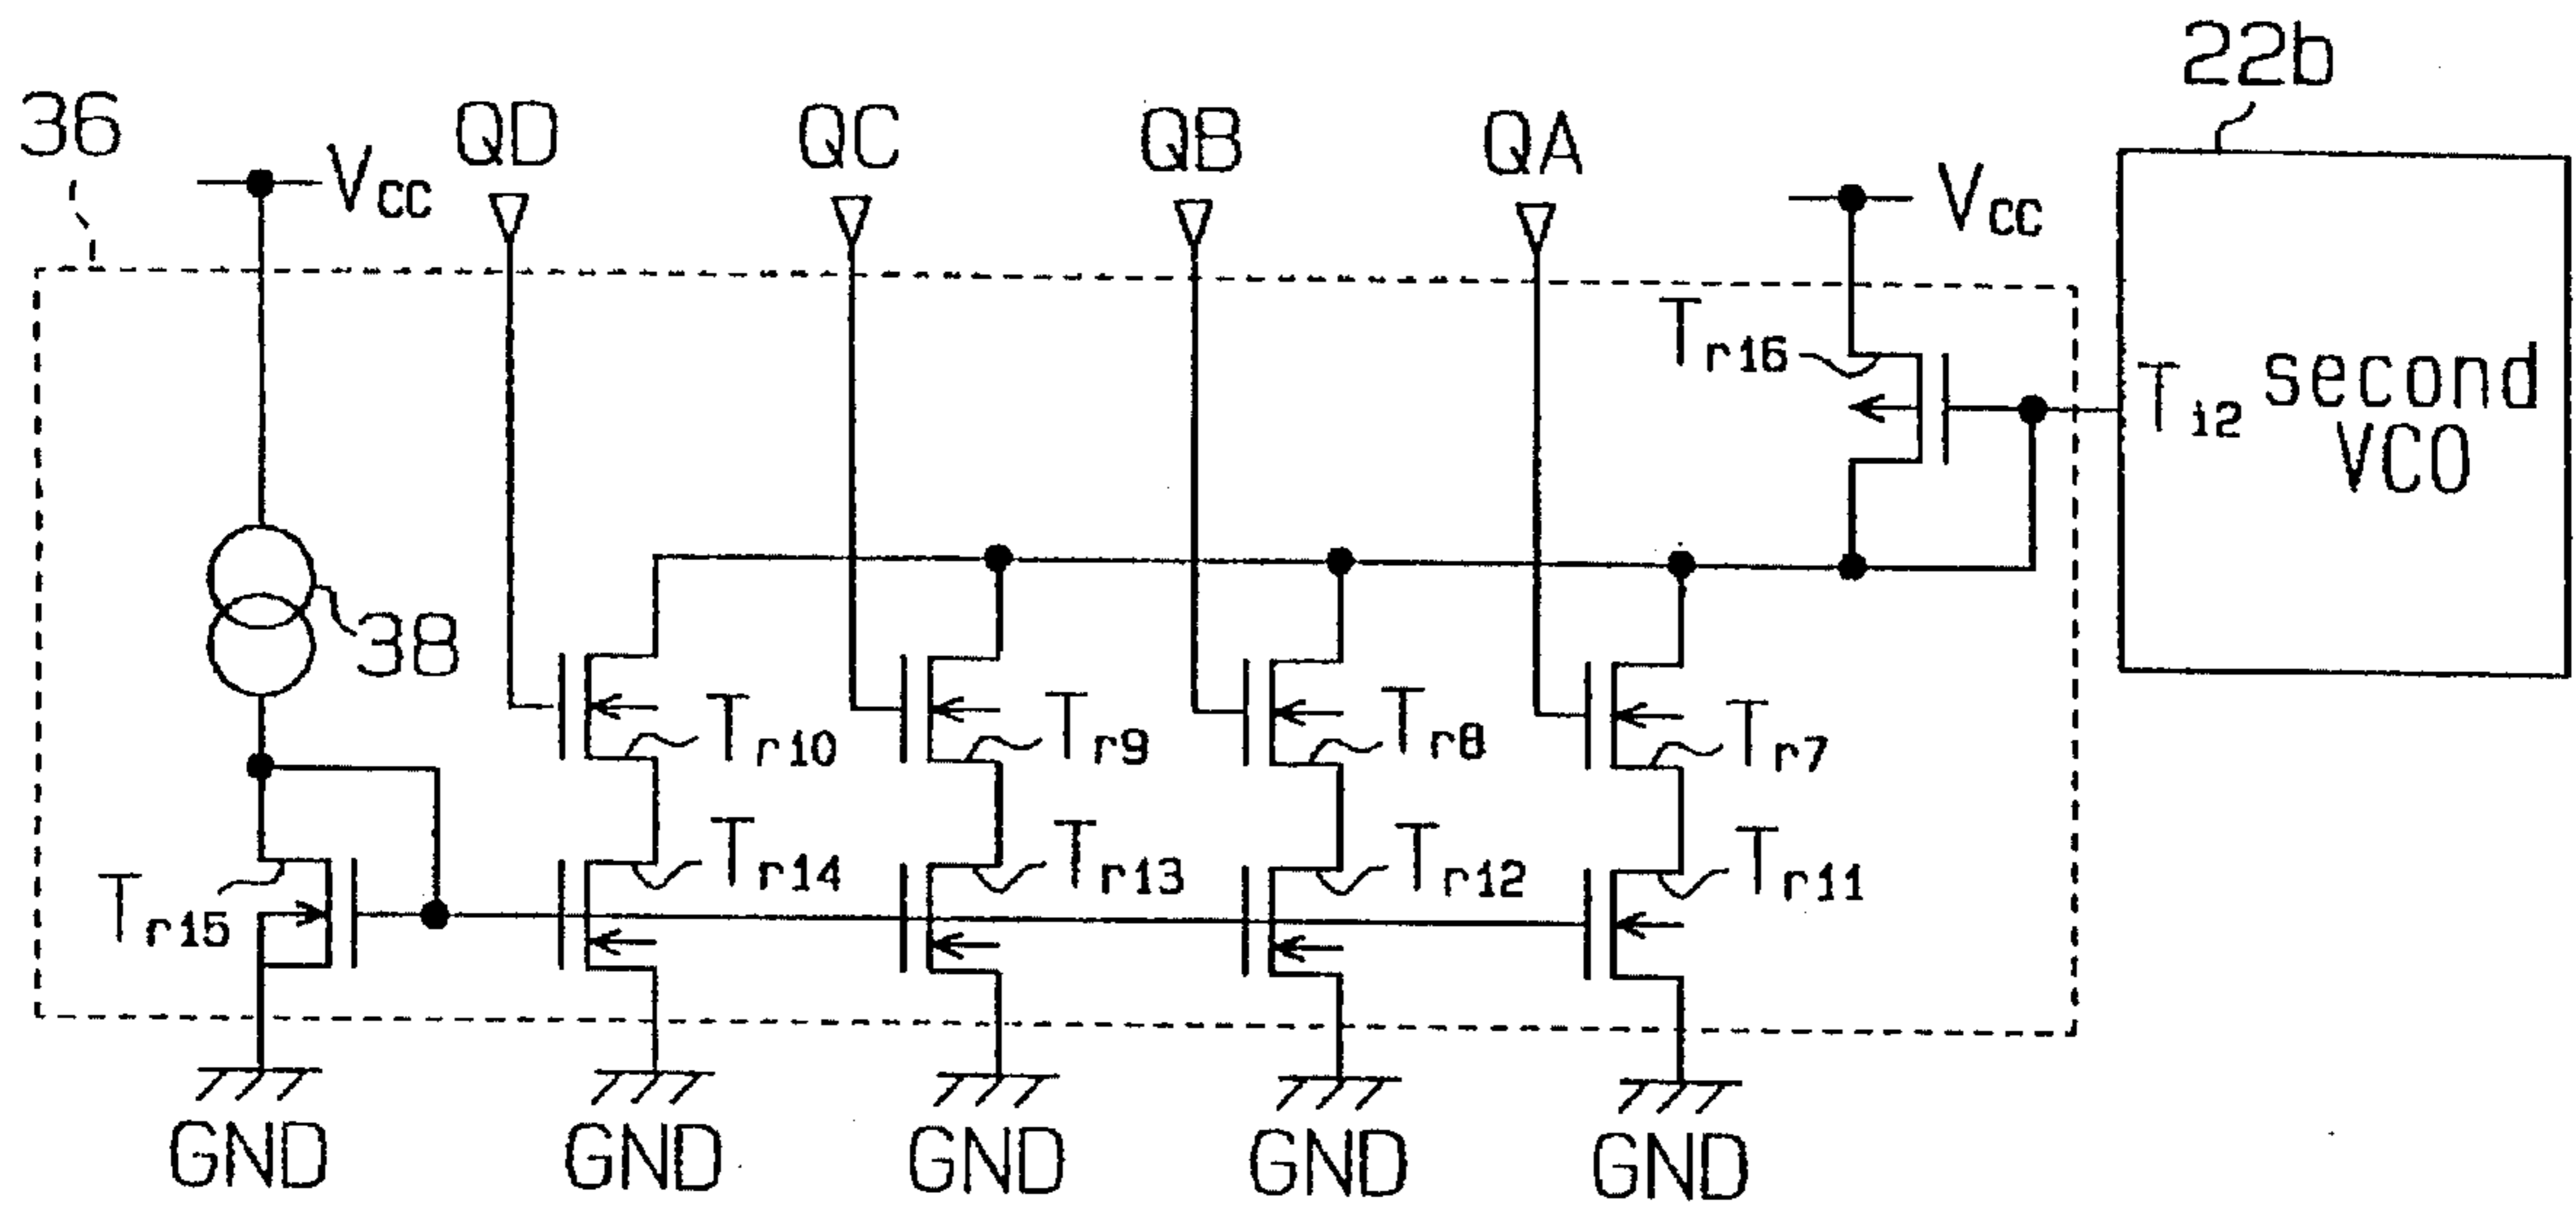 22b
36
VCC
QD
QC
QB
QA
VCC
Tr16
Ti2
second
VCO
38
Tr10
Tr9
Tr8
Tr7
Tr15
Tr14
Tr13
Tr12
Tr11
GND
GND
GND
GND
GND